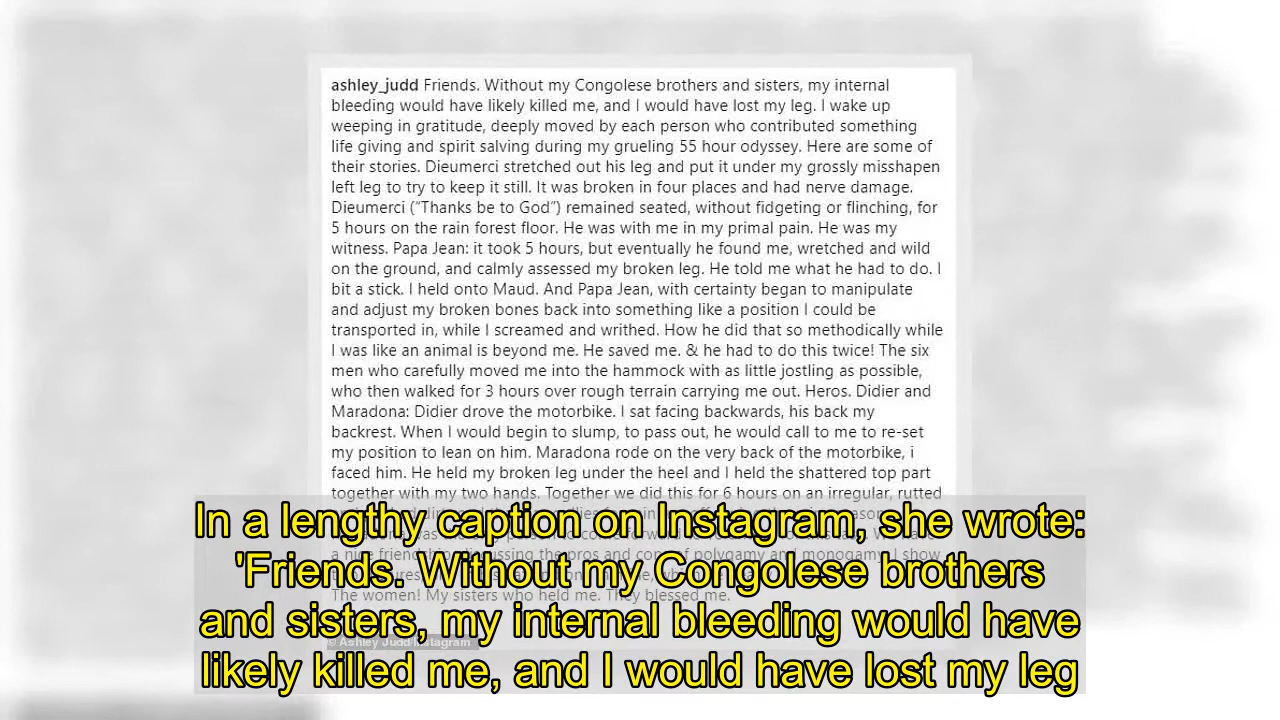 ashley_judd Friends. Without my Congolese brothers and sisters, my internal
bleeding would have likely killed me, and I would have lost my leg. I wake up
weeping in gratitude, deeply moved by each person who contributed something
life giving and spirit salving during my grueling 55 hour odyssey. Here are some of
their stories. Dieumerci stretched out his leg and put it under my grossly misshapen
left leg to try to keep it still. It was broken in four places and had nerve damage.
Dieumerci (“Thanks be to God”) remained seated, without fidgeting or flinching, for
5 hours on the rain forest floor. He was with me in my primal pain. He was my
witness. Papa Jean: it took 5 hours, but eventually he found me, wretched and wild
on the ground, and calmly assessed my broken leg. He told me what he had to do. I
bit a stick. I held onto Maud. And Papa Jean, with certainty began to manipulate
and adjust my broken bones back into something like a position I could be
transported in, while I screamed and writhed. How he did that so methodically while
I was like an animal is beyond me. He saved me. & he had to do this twice! The six
men who carefully moved me into the hammock with as little jostling as possible,
who then walked for 3 hours over rough terrain carrying me out. Heros. Didier and
Maradona: Didier drove the motorbike. I sat facing backwards, his back my
backrest. When I would begin to slump, to pass out, he would call to me to re-set
my position to lean on him. Maradona rode on the very back of the motorbike, i
faced him. He held my broken leg under the heel and I held the shattered top part
together with my two hands. Together we did this for 6 hours on an irregular, rutted
a nice friendship, discussing the pros and cons of polygamy and monogamy. I show
The women! My sisters who held me. They blessed me.
© Ashley Judd Instagram
In a lengthy caption on Instagram, she wrote:
'Friends. Without my Congolese brothers
and sisters, my internal bleeding would have
likely killed me, and I would have lost my leg